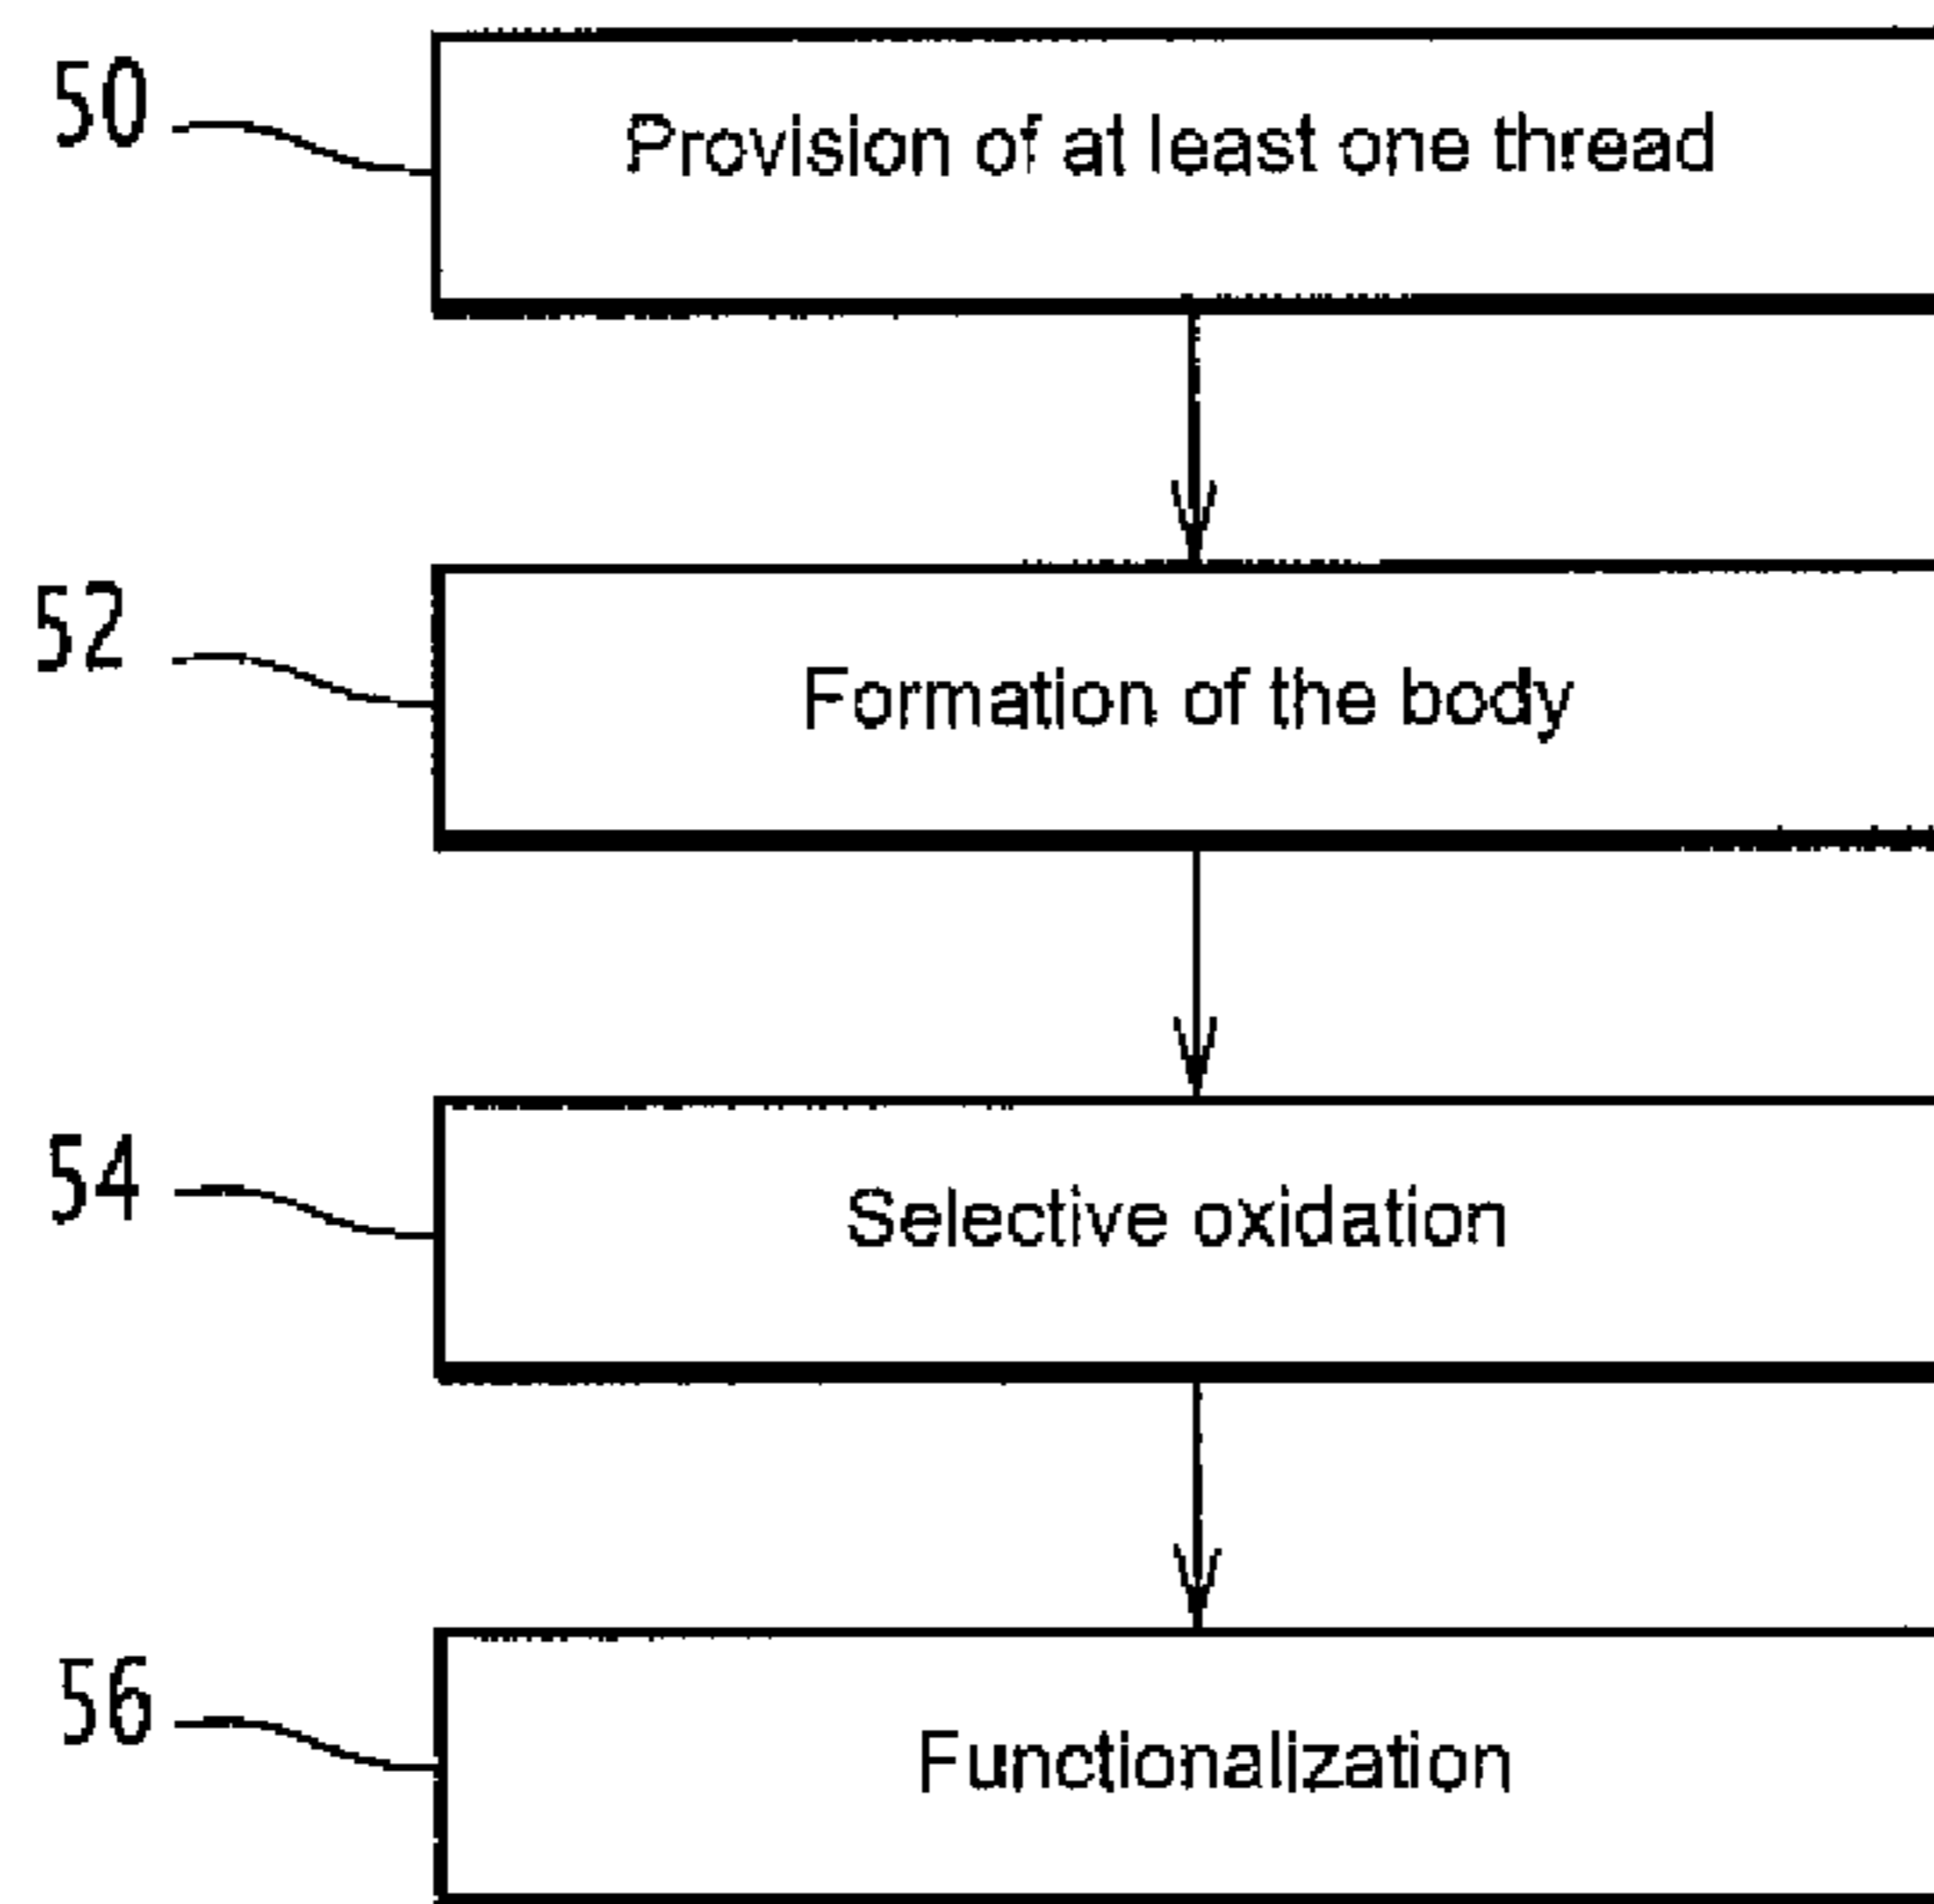 50
Provision of at least one thread
52
Formation of the body
54
Selective oxidation
56
Functionalization